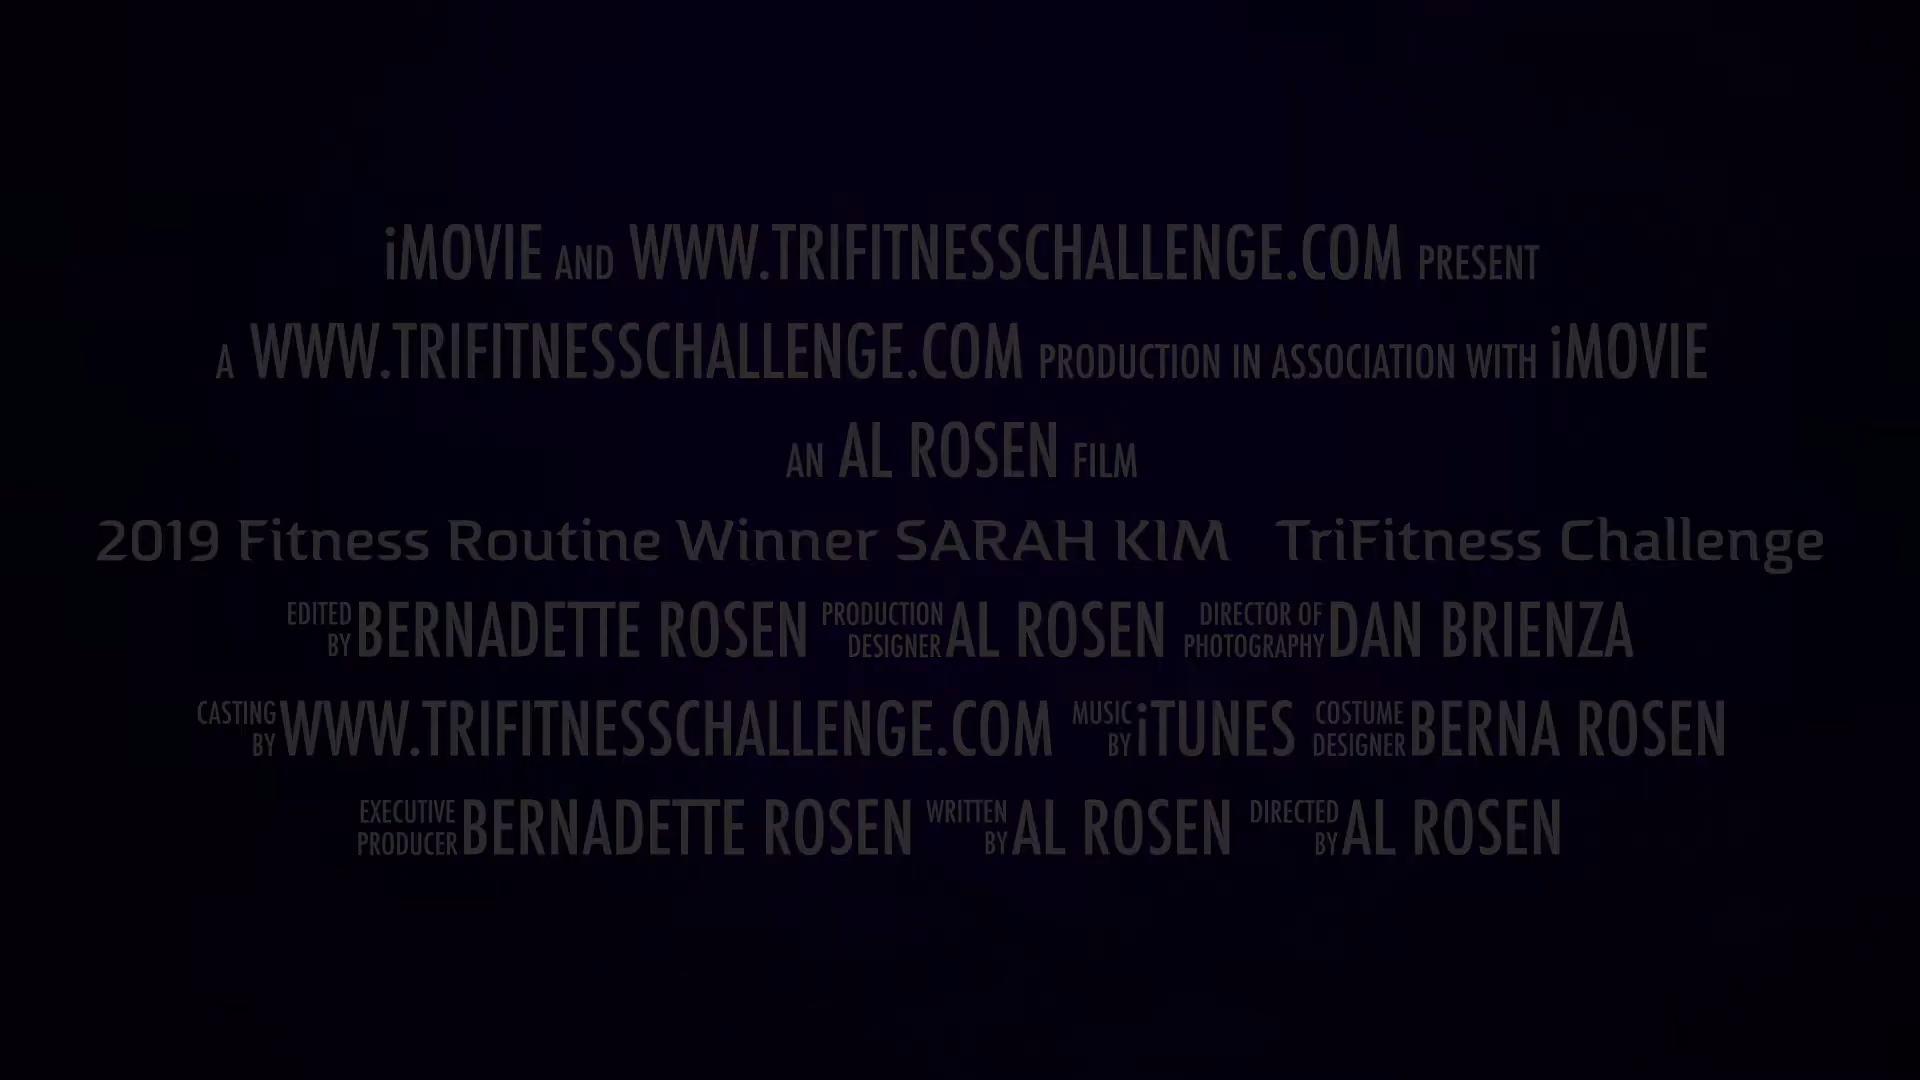 iMOVIE AND WWW.TRIFITNESSCHALLENGE.COM PRESENT
A WWW.TRIFITNESSCHALLENGE.COM PRODUCTION IN ASSOCIATION WITH iMOVIE
AN AL ROSEN FILM
2019 Fitness Routine Winner SARAH KIM TriFitness Challenge
EDITED BY BERNADETTE ROSEN PRODUCTION DESIGNER AL ROSEN DIRECTOR OF PHOTOGRAPHY DAN BRIENZA
CASTING BY WWW.TRIFITNESSCHALLENGE.COM MUSIC BY iTUNES COSTUME DESIGNER BERNA ROSEN
EXECUTIVE PRODUCER BERNADETTE ROSEN WRITTEN BY AL ROSEN DIRECTED BY AL ROSEN